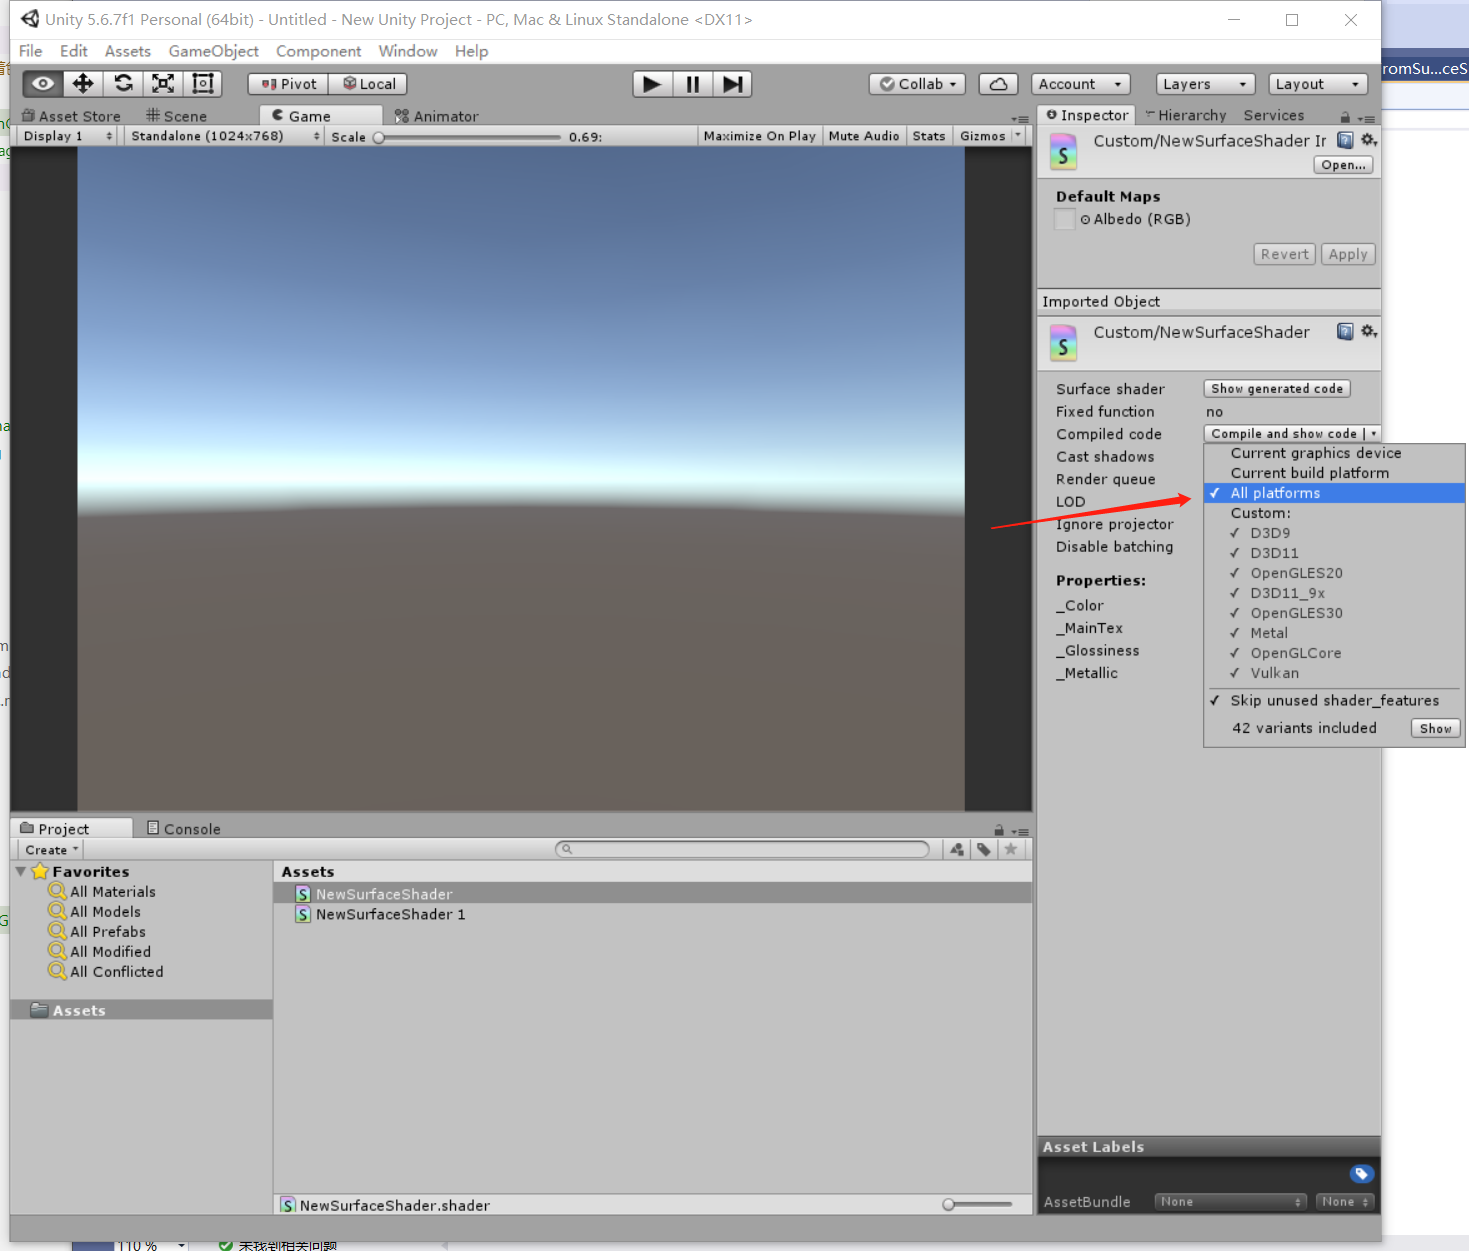 Unity 5.6.7f1 Personal (64bit) - Untitled - New Unity Project - PC, Mac & Linux Standalone <DX11>
File Edit Assets GameObject Component Window Help
Pivot Local Collab Account Layers Layout
romSu...ceS
Asset Store Scene Game Animator
Inspector Hierarchy Services
Display 1 Standalone (1024x768) Scale 0.69: Maximize On Play Mute Audio Stats Gizmos
Custom/NewSurfaceShader Ir
Open...
Default Maps
Albedo (RGB)
Revert Apply
Imported Object
Custom/NewSurfaceShader
Surface shader Show generated code
Fixed function no
Compiled code Compile and show code
Cast shadows
Render queue
LOD
Ignore projector
Disable batching
Properties:
_Color
_MainTex
_Glossiness
_Metallic
Current graphics device
Current build platform
All platforms
Custom:
D3D9
D3D11
OpenGLES20
D3D11_9x
OpenGLES30
Metal
OpenGLCore
Vulkan
Skip unused shader_features
42 variants included Show
Project Console
Create
Favorites
All Materials
All Models
All Prefabs
All Modified
All Conflicted
Assets
Assets
NewSurfaceShader
NewSurfaceShader 1
NewSurfaceShader.shader
Asset Labels
AssetBundle None None
110 %
未找到相关问题